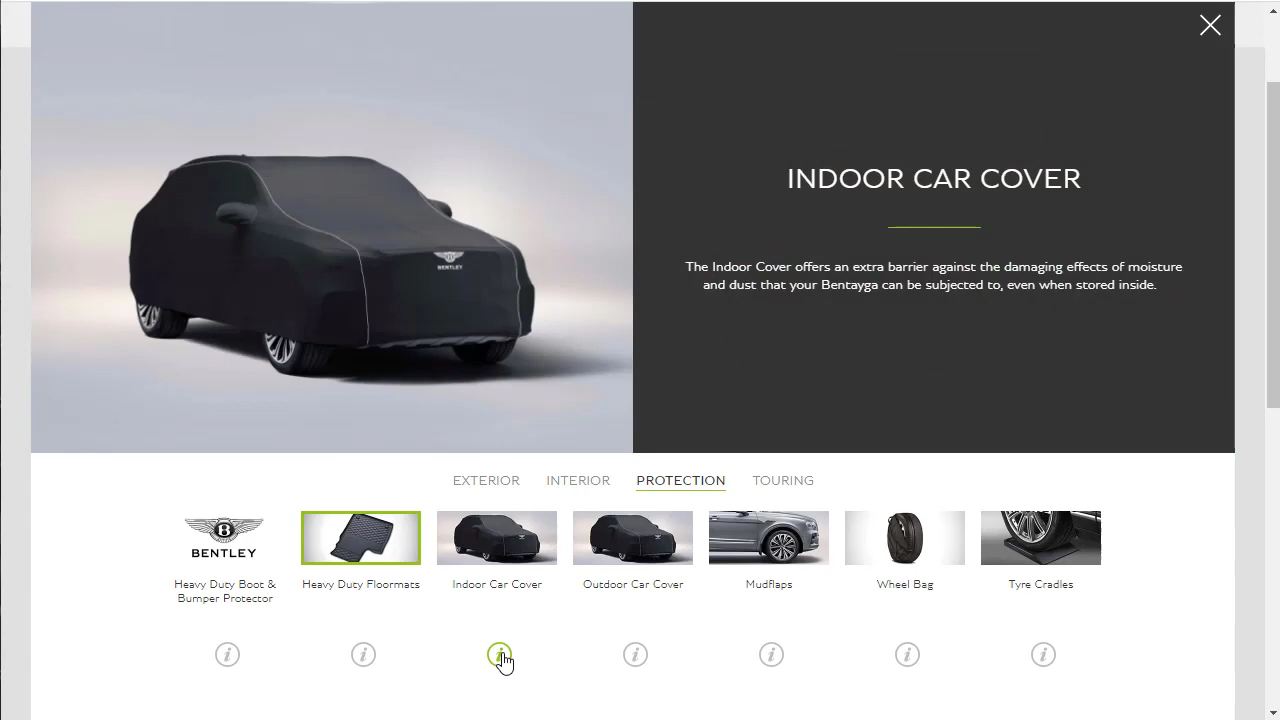 BENTLEY
INDOOR CAR COVER
The Indoor Cover offers an extra barrier against the damaging effects of moisture
and dust that your Bentayga can be subjected to, even when stored inside.
EXTERIOR INTERIOR PROTECTION TOURING
B
BENTLEY
Heavy Duty Boot &
Bumper Protector
Heavy Duty Floormats
Indoor Car Cover
Outdoor Car Cover
Mudflaps
Wheel Bag
Tyre Cradles
i i i i i i i